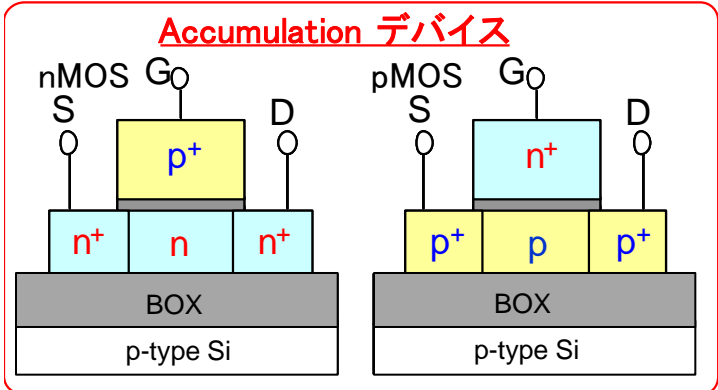 Accumulation デバイス
nMOS G
S D
p⁺
n⁺ n n⁺
BOX
p-type Si
pMOS G
S D
n⁺
p⁺ p p⁺
BOX
p-type Si